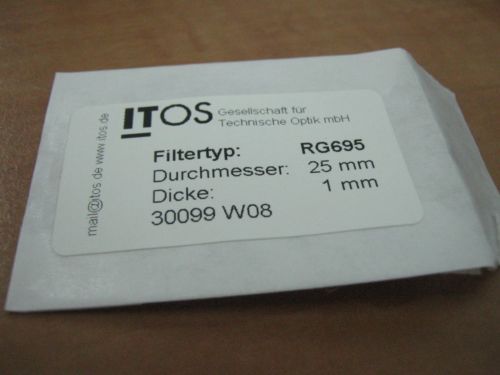 ITOS Gesellschaft für
Technische Optik mbH
Filtertyp: RG695
Durchmesser: 25 mm
Dicke: 1 mm
30099 W08
mail@itos.de www.itos.de